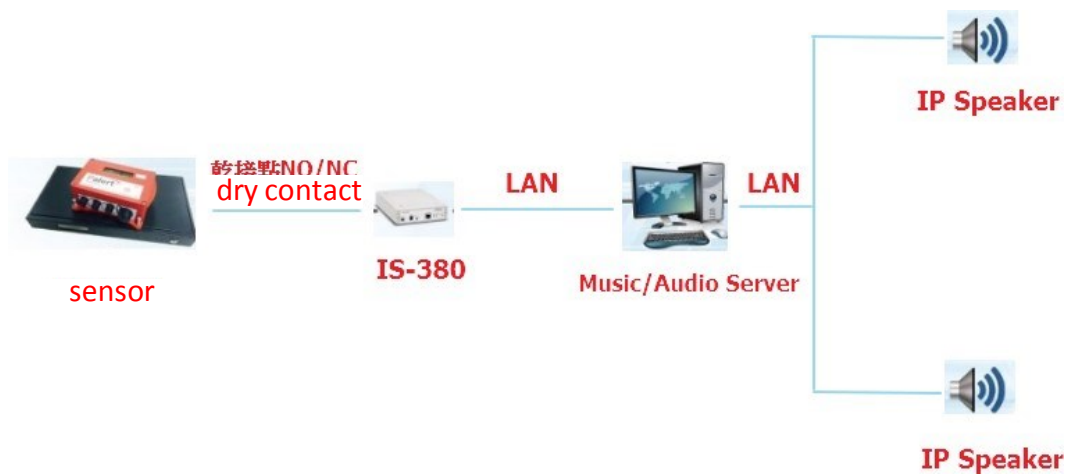 IP Speaker
乾接點NO/NC
dry contact
LAN
LAN
IS-380
Music/Audio Server
sensor
IP Speaker